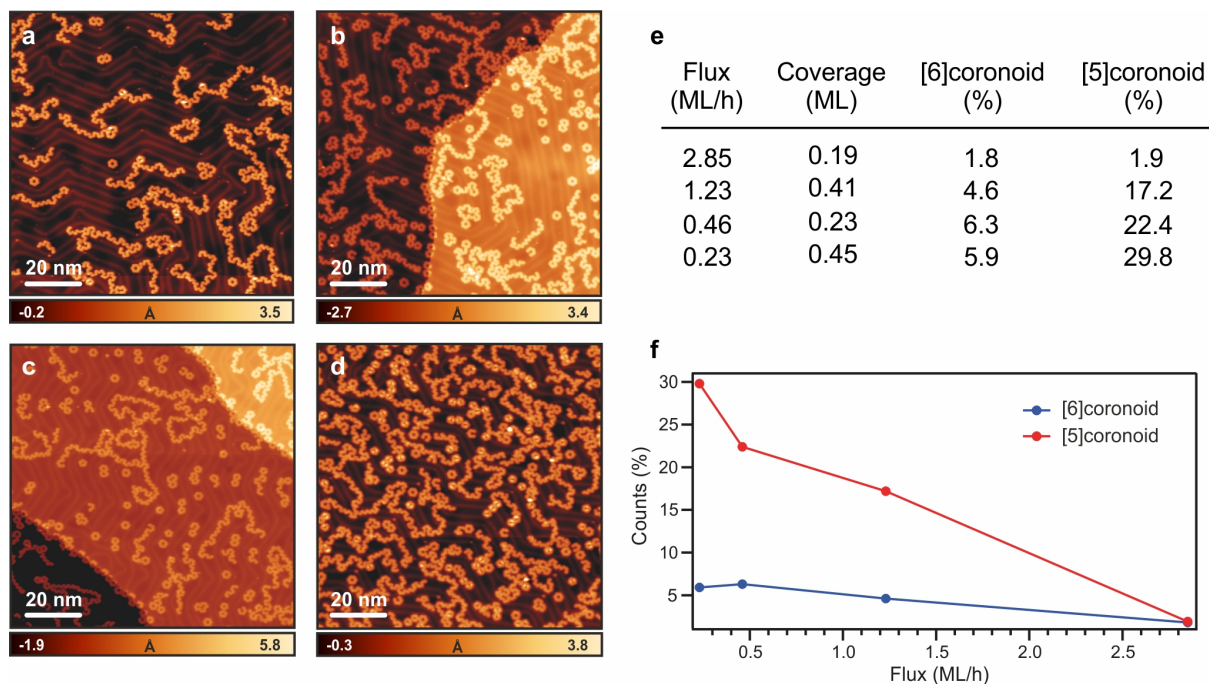 a
20 nm
-0.2 Å 3.5
b
20 nm
-2.7 Å 3.4
c
20 nm
-1.9 Å 5.8
d
20 nm
-0.3 Å 3.8
e
Flux Coverage [6]coronoid [5]coronoid
(ML/h) (ML) (%) (%)
2.85 0.19 1.8 1.9
1.23 0.41 4.6 17.2
0.46 0.23 6.3 22.4
0.23 0.45 5.9 29.8
f
30
25
20
15
10
5
Counts (%)
[6]coronoid
[5]coronoid
0.5 1.0 1.5 2.0 2.5
Flux (ML/h)